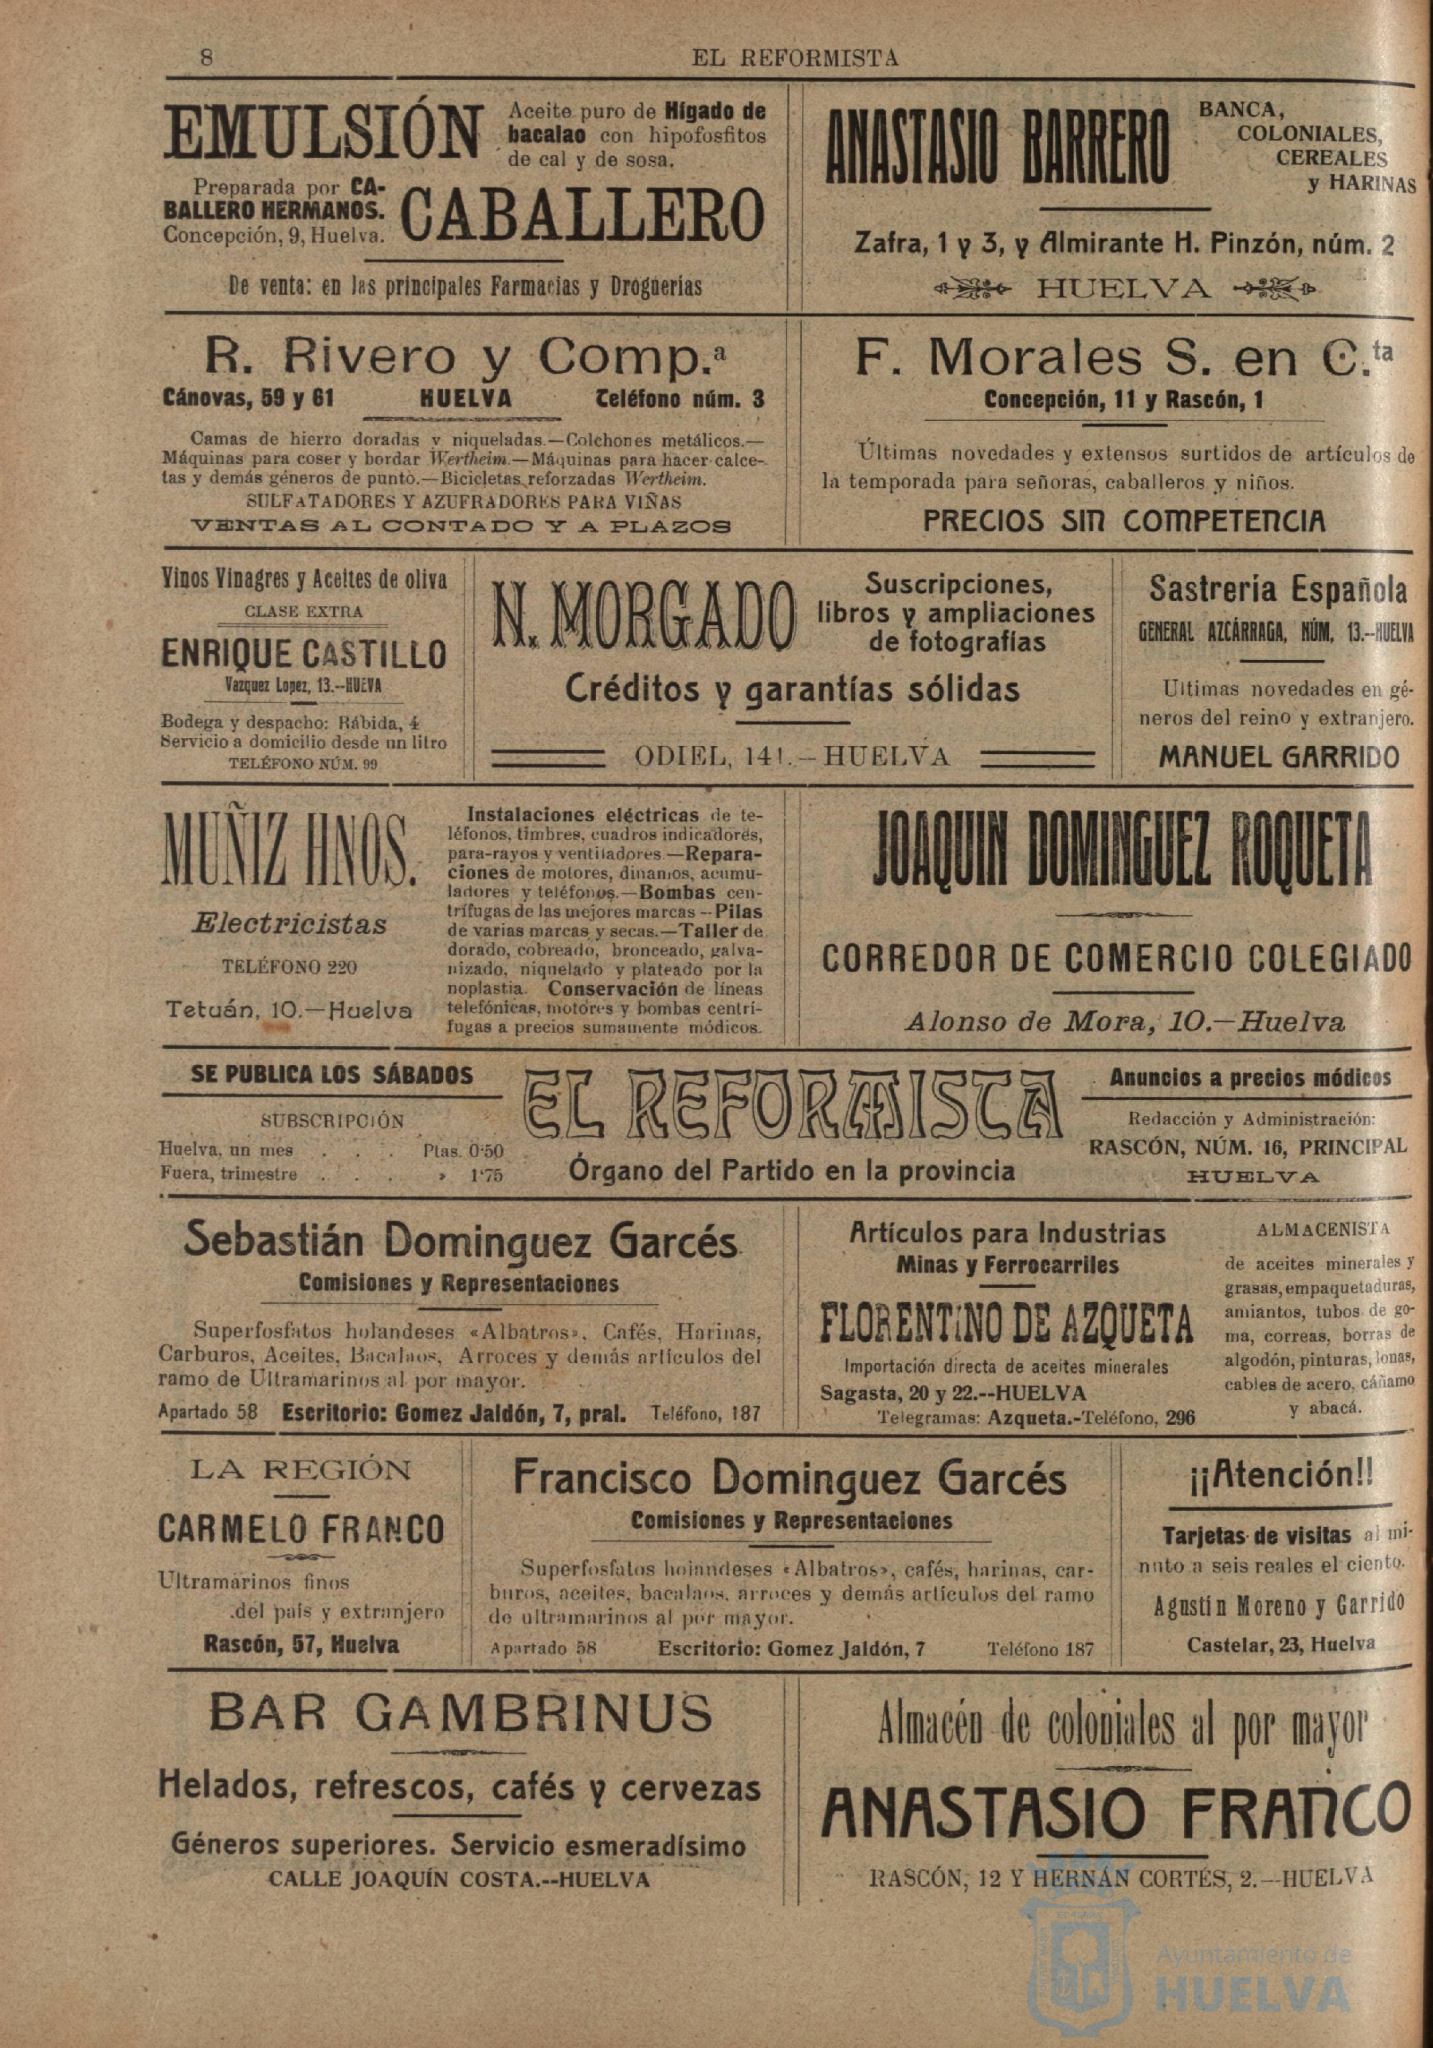 8
EL REFORMISTA
EMULSIÓN
Aceite puro de Hígado de
bacalao con hipofosfitos
de cal y de sosa.
Preparada por CA-
BALLERO HERMANOS.
Concepción, 9, Huelva.
CABALLERO
De venta: en las principales Farmacias y Droguerias
ANASTASIO BARRERO
BANCA,
COLONIALES,
CEREALES
y HARINAS
Zafra, 1 y 3, y Almirante H. Pinzón, núm. 2
HUELVA
R. Rivero y Comp.ª
Cánovas, 59 y 61 HUELVA Teléfono núm. 3
Camas de hierro doradas y niqueladas.—Colchones metálicos.—
Máquinas para coser y bordar Wertheim.—Máquinas para hacer calce-
tas y demás géneros de punto.—Bicicletas reforzadas Wertheim.
SULFATADORES Y AZUFRADORES PARA VIÑAS
VENTAS AL CONTADO Y A PLAZOS
F. Morales S. en C.ta
Concepción, 11 y Rascón, 1
Últimas novedades y extensos surtidos de artículos de
la temporada para señoras, caballeros y niños.
PRECIOS SIN COMPETENCIA
Vinos Vinagres y Aceites de oliva
CLASE EXTRA
ENRIQUE CASTILLO
Vazquez Lopez, 13.--HUEVA
Bodega y despacho: Rábida, 4
Servicio a domicilio desde un litro
TELÉFONO NÚM. 99
N. MORGADO
Suscripciones,
libros y ampliaciones
de fotografías
Créditos y garantías sólidas
ODIEL, 141.—HUELVA
Sastreria Española
GENERAL AZCÁRRAGA, NÚM, 13.--HUELVA
Ultimas novedades en gé-
neros del reino y extranjero.
MANUEL GARRIDO
MUÑIZ HNOS.
Electricistas
TELÉFONO 220
Tetuán, 10.—Huelva
Instalaciones eléctricas de te-
léfonos, timbres, cuadros indicadores,
para-rayos y ventiladores.—Repara-
ciones de motores, dinamos, acumu-
ladores y teléfonos.—Bombas cen-
trífugas de las mejores marcas—Pilas
de varias marcas y secas.—Taller de
dorado, cobreado, bronceado, galva-
nizado, niquelado y plateado por la
noplastia. Conservación de líneas
telefónicas, motores y bombas centrí-
fugas a precios sumamente módicos.
JOAQUIN DOMINGUEZ ROQUETA
CORREDOR DE COMERCIO COLEGIADO
Alonso de Mora, 10.—Huelva
SE PUBLICA LOS SÁBADOS
SUBSCRIPCIÓN
Huelva, un mes . . . Ptas. 0·50
Fuera, trimestre . . . » 1·75
EL REFORMISTA
Órgano del Partido en la provincia
Anuncios a precios módicos
Redacción y Administración:
RASCÓN, NÚM. 16, PRINCIPAL
HUELVA
Sebastián Dominguez Garcés
Comisiones y Representaciones
Superfosfatos holandeses «Albatros», Cafés, Harinas,
Carburos, Aceites, Bacalaos, Arroces y demás artículos del
ramo de Ultramarinos al por mayor.
Apartado 58 Escritorio: Gomez Jaldón, 7, pral. Teléfono, 187
Artículos para Industrias
Minas y Ferrocarriles
FLORENTINO DE AZQUETA
Importación directa de aceites minerales
Sagasta, 20 y 22.--HUELVA
Telegramas: Azqueta.-Teléfono, 296
ALMACENISTA
de aceites minerales y
grasas, empaquetaduras,
amiantos, tubos de go-
ma, correas, borras de
algodón, pinturas, lonas,
cables de acero, cáñamo
y abacá.
LA REGIÓN
CARMELO FRANCO
Ultramarinos finos
del país y extranjero
Rascón, 57, Huelva
Francisco Dominguez Garcés
Comisiones y Representaciones
Superfosfatos holandeses «Albatros», cafés, harinas, car-
buros, aceites, bacalaos, arroces y demás artículos del ramo
de ultramarinos al por mayor.
Apartado 58 Escritorio: Gomez Jaldón, 7 Teléfono 187
¡¡Atención!!
Tarjetas de visitas al mi-
nuto a seis reales el ciento.
Agustín Moreno y Garrido
Castelar, 23, Huelva
BAR GAMBRINUS
Helados, refrescos, cafés y cervezas
Géneros superiores. Servicio esmeradísimo
CALLE JOAQUÍN COSTA.--HUELVA
Almacén de coloniales al por mayor
ANASTASIO FRANCO
RASCÓN, 12 Y HERNÁN CORTÉS, 2.—HUELVA
Ayuntamiento de
HUELVA